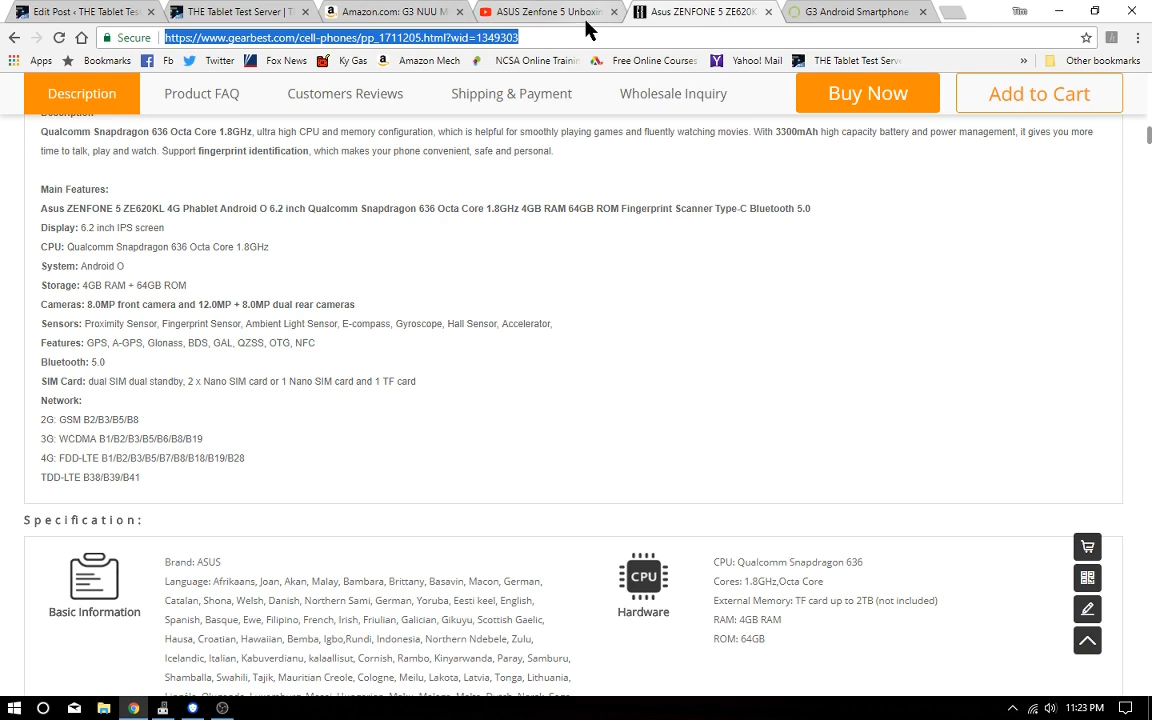 Edit Post ‹ THE Tablet Test
THE Tablet Test Server | T
Amazon.com: G3 NUU M
ASUS Zenfone 5 Unboxin
Asus ZENFONE 5 ZE620K
G3 Android Smartphone
Tim
Secure
https://www.gearbest.com/cell-phones/pp_1711205.html?wid=1349303
Apps
Bookmarks
Fb
Twitter
Fox News
Ky Gas
Amazon Mech
NCSA Online Trainin
Free Online Courses
Yahoo! Mail
THE Tablet Test Serv
»
Other bookmarks
Description
Product FAQ
Customers Reviews
Shipping & Payment
Wholesale Inquiry
Buy Now
Add to Cart
Description
Qualcomm Snapdragon 636 Octa Core 1.8GHz, ultra high CPU and memory configuration, which is helpful for smoothly playing games and fluently watching movies. With 3300mAh high capacity battery and power management, it gives you more
time to talk, play and watch. Support fingerprint identification, which makes your phone convenient, safe and personal.
Main Features:
Asus ZENFONE 5 ZE620KL 4G Phablet Android O 6.2 inch Qualcomm Snapdragon 636 Octa Core 1.8GHz 4GB RAM 64GB ROM Fingerprint Scanner Type-C Bluetooth 5.0
Display: 6.2 inch IPS screen
CPU: Qualcomm Snapdragon 636 Octa Core 1.8GHz
System: Android O
Storage: 4GB RAM + 64GB ROM
Cameras: 8.0MP front camera and 12.0MP + 8.0MP dual rear cameras
Sensors: Proximity Sensor, Fingerprint Sensor, Ambient Light Sensor, E-compass, Gyroscope, Hall Sensor, Accelerator,
Features: GPS, A-GPS, Glonass, BDS, GAL, QZSS, OTG, NFC
Bluetooth: 5.0
SIM Card: dual SIM dual standby, 2 x Nano SIM card or 1 Nano SIM card and 1 TF card
Network:
2G: GSM B2/B3/B5/B8
3G: WCDMA B1/B2/B3/B5/B6/B8/B19
4G: FDD-LTE B1/B2/B3/B5/B7/B8/B18/B19/B28
TDD-LTE B38/B39/B41
Specification:
Basic Information
Brand: ASUS
Language: Afrikaans, Joan, Akan, Malay, Bambara, Brittany, Basavin, Macon, German,
Catalan, Shona, Welsh, Danish, Northern Sami, German, Yoruba, Eesti keel, English,
Spanish, Basque, Ewe, Filipino, French, Irish, Friulian, Galician, Gikuyu, Scottish Gaelic,
Hausa, Croatian, Hawaiian, Bemba, Igbo,Rundi, Indonesia, Northern Ndebele, Zulu,
Icelandic, Italian, Kabuverdianu, kalaallisut, Cornish, Rambo, Kinyarwanda, Paray, Samburu,
Shamballa, Swahili, Tajik, Mauritian Creole, Cologne, Meilu, Lakota, Latvia, Tonga, Lithuania,
CPU
Hardware
CPU: Qualcomm Snapdragon 636
Cores: 1.8GHz,Octa Core
External Memory: TF card up to 2TB (not included)
RAM: 4GB RAM
ROM: 64GB
11:23 PM